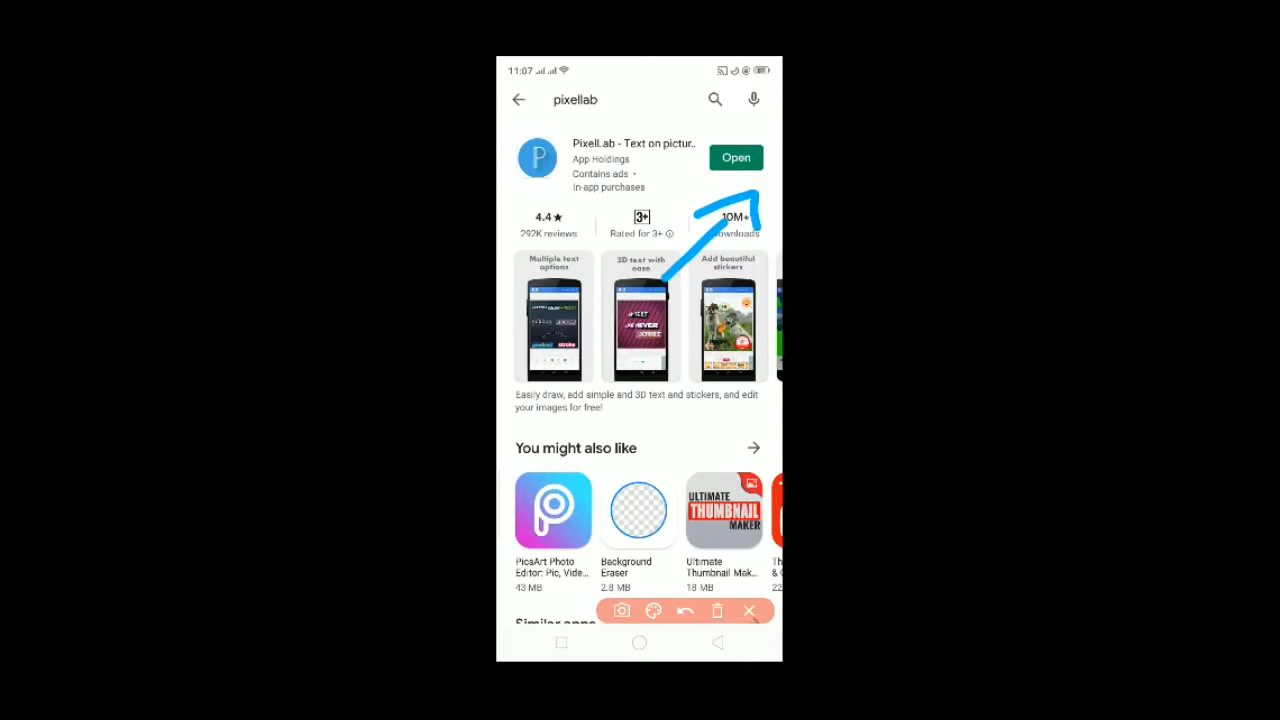 11:07
87
pixellab
PixelLab - Text on pictur..
App Holdings
Open
Contains ads •
In-app purchases
4.4★
3+
10M+
292K reviews
Rated for 3+
Downloads
Multiple text
options
3D text with
ease
Add beautiful
stickers
Easily draw, add simple and 3D text and stickers, and edit
your images for free!
You might also like
ULTIMATE
THUMBNAIL
MAKER
PicsArt Photo
Editor: Pic, Vide...
43 MB
Background
Eraser
2.8 MB
Ultimate
Thumbnail Mak...
18 MB
Th
& C
22
Similar apps